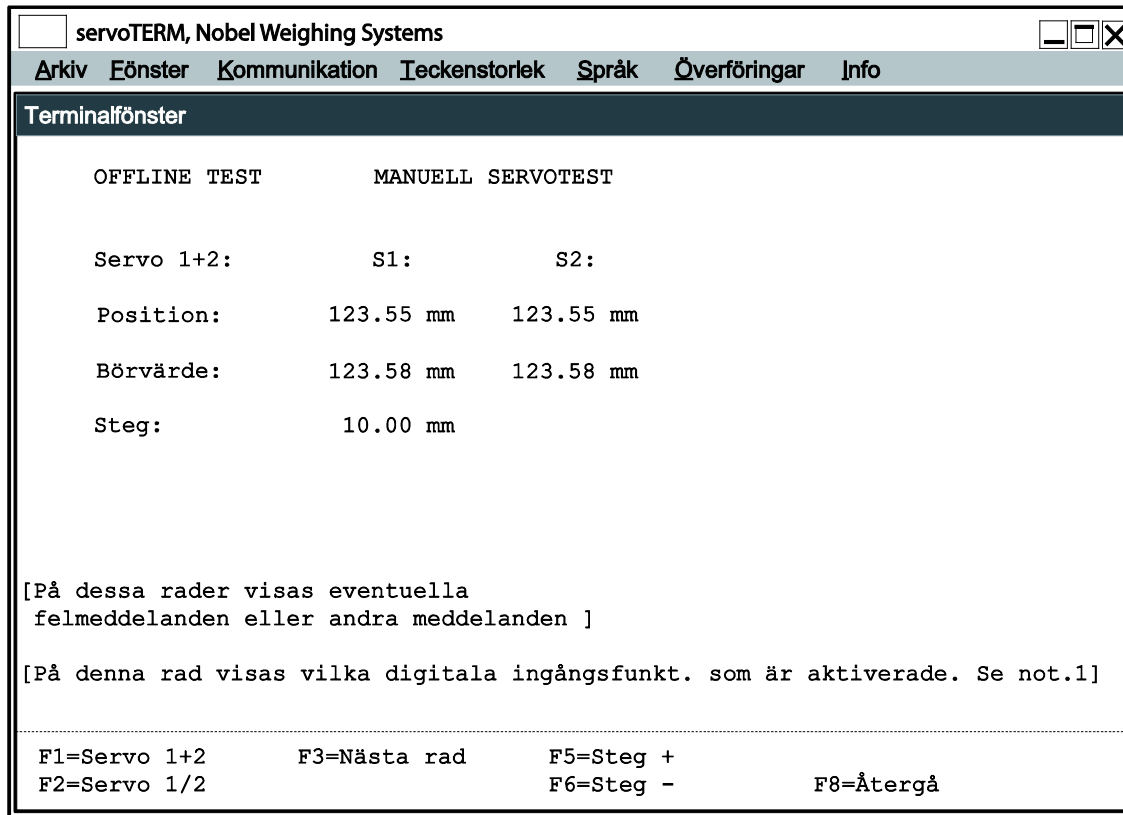 servoTERM, Nobel Weighing Systems
Arkiv Fönster Kommunikation Teckenstorlek Språk Överföringar Info
Terminalfönster
OFFLINE TEST MANUELL SERVOTEST
Servo 1+2: S1: S2:
Position: 123.55 mm 123.55 mm
Börvärde: 123.58 mm 123.58 mm
Steg: 10.00 mm
[På dessa rader visas eventuella
felmeddelanden eller andra meddelanden ]
[På denna rad visas vilka digitala ingångsfunkt. som är aktiverade. Se not.1]
F1=Servo 1+2 F3=Nästa rad F5=Steg +
F2=Servo 1/2 F6=Steg - F8=Återgå